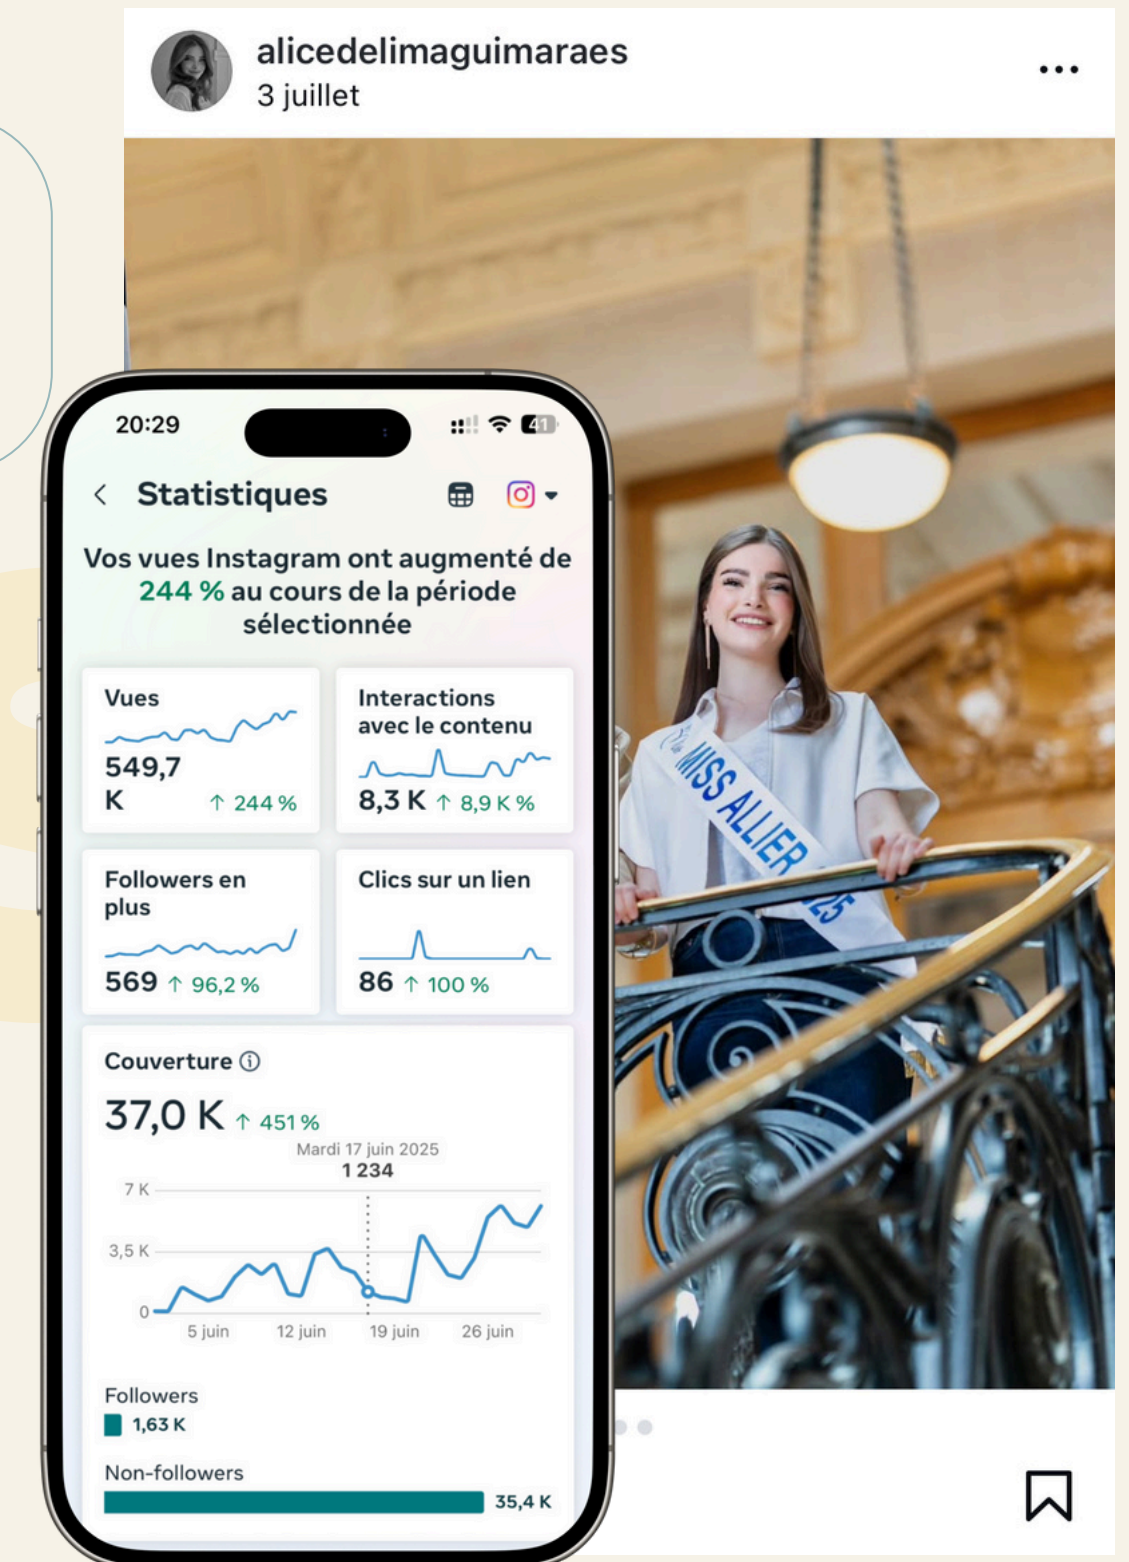 alicedelimaguimaraes
3 juillet
20:29
41
Statistiques
Vos vues Instagram ont augmenté de
244 % au cours de la période
sélectionnée
Vues
549,7
K
↑ 244 %
Interactions
avec le contenu
8,3 K ↑ 8,9 K %
Followers en
plus
569 ↑ 96,2 %
Clics sur un lien
86 ↑ 100 %
Couverture
37,0 K ↑ 451 %
Mardi 17 juin 2025
1 234
7 K
3,5 K
0
5 juin 12 juin 19 juin 26 juin
Followers
1,63 K
Non-followers
35,4 K
MISS ALLIER
25